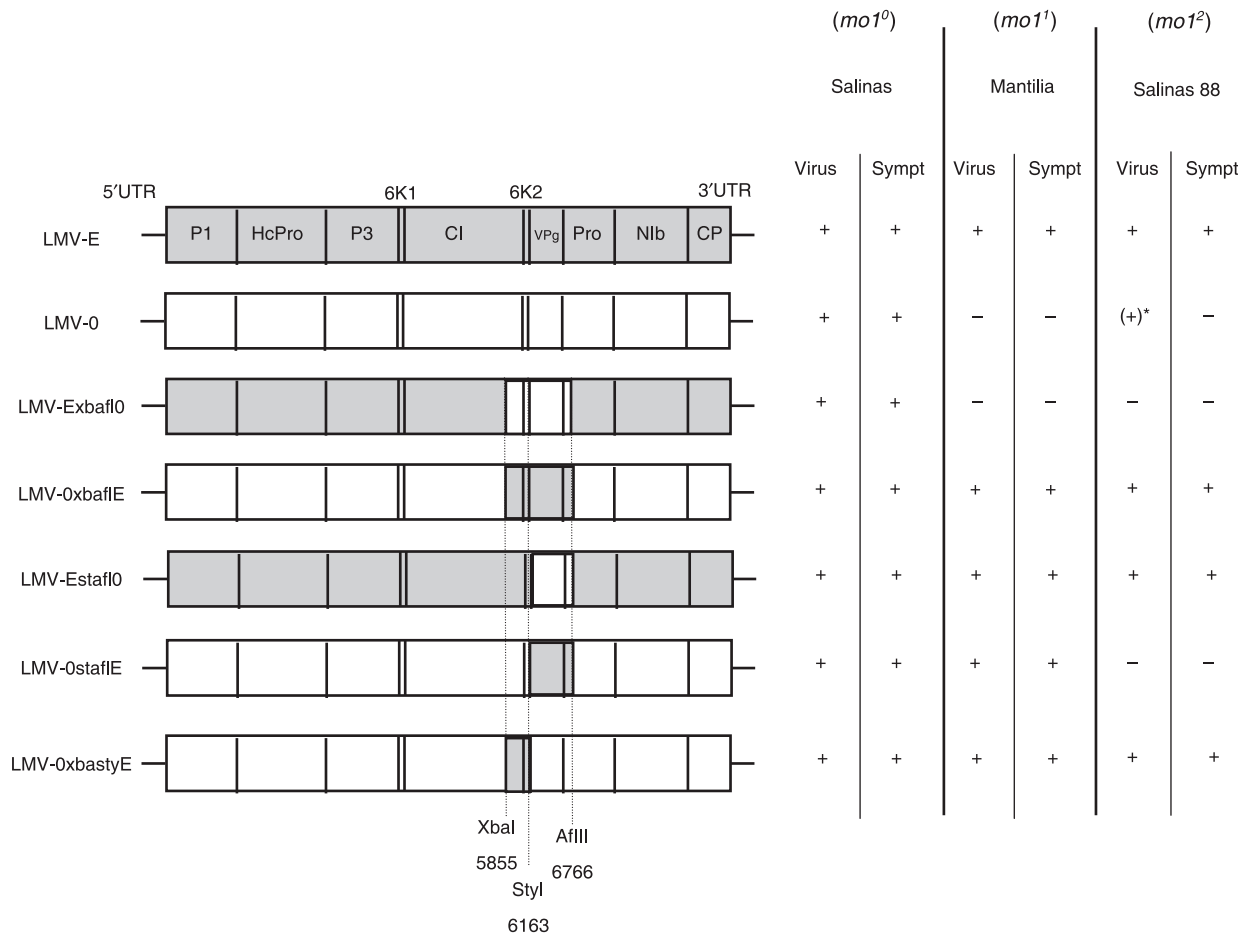 (mo1⁰) (mo1¹) (mo1²)
Salinas Mantilia Salinas 88
Virus Sympt Virus Sympt Virus Sympt
5′UTR 6K1 6K2 3′UTR
LMV-E P1 HcPro P3 CI VPg Pro NIb CP + + + + + +
LMV-0 + + − − (+)* −
LMV-Exbafl0 + + − − − −
LMV-0xbaflE + + + + + +
LMV-Estafl0 + + + + + +
LMV-0staflE + + + + − −
LMV-0xbastyE + + + + + +
XbaI AflII
5855 6766
StyI
6163